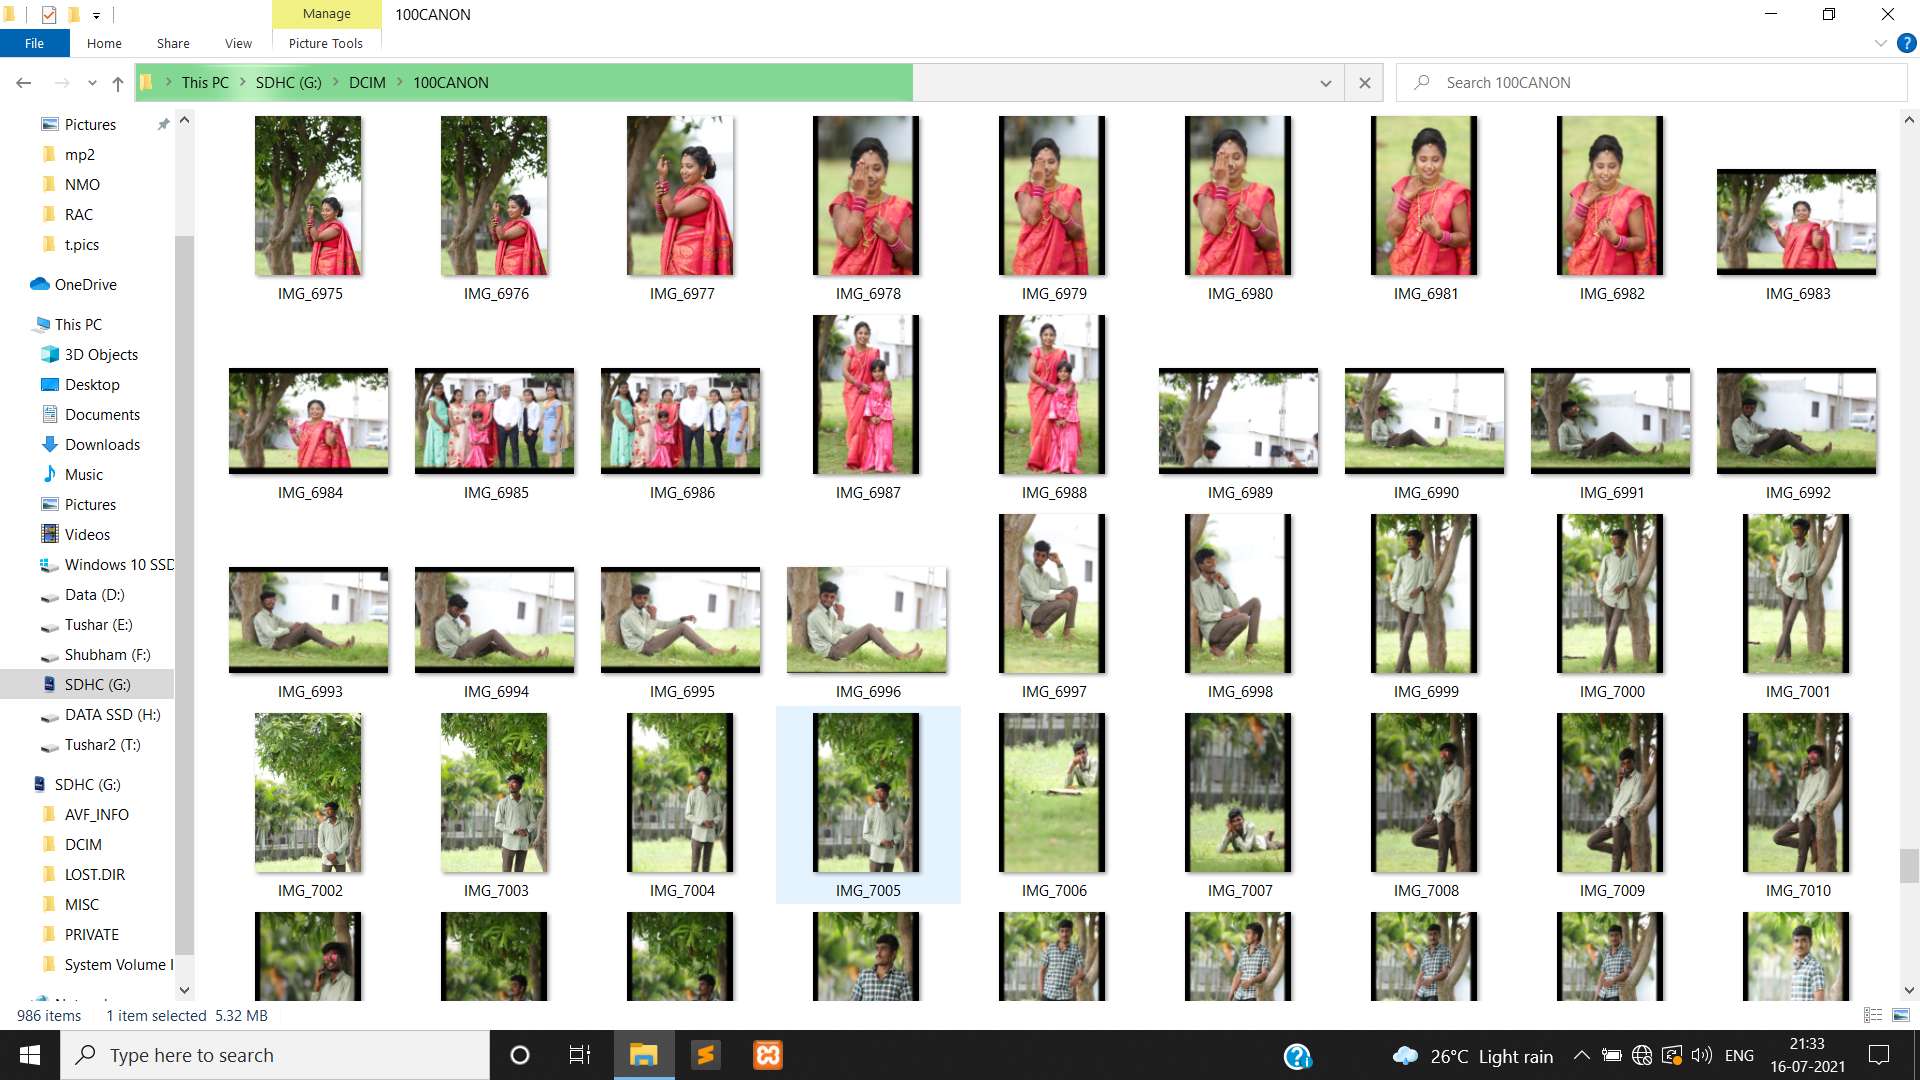 Manage
100CANON
File
Home
Share
View
Picture Tools
This PC
SDHC (G:)
DCIM
100CANON
Search 100CANON
Pictures
mp2
NMO
RAC
t.pics
OneDrive
This PC
3D Objects
Desktop
Documents
Downloads
Music
Pictures
Videos
Windows 10 SSD
Data (D:)
Tushar (E:)
Shubham (F:)
SDHC (G:)
DATA SSD (H:)
Tushar2 (T:)
SDHC (G:)
AVF_INFO
DCIM
LOST.DIR
MISC
PRIVATE
System Volume I
IMG_6975 IMG_6976 IMG_6977 IMG_6978 IMG_6979 IMG_6980 IMG_6981 IMG_6982 IMG_6983
IMG_6984 IMG_6985 IMG_6986 IMG_6987 IMG_6988 IMG_6989 IMG_6990 IMG_6991 IMG_6992
IMG_6993 IMG_6994 IMG_6995 IMG_6996 IMG_6997 IMG_6998 IMG_6999 IMG_7000 IMG_7001
IMG_7002 IMG_7003 IMG_7004 IMG_7005 IMG_7006 IMG_7007 IMG_7008 IMG_7009 IMG_7010
986 items 1 item selected 5.32 MB
Type here to search
26°C Light rain
ENG
21:33
16-07-2021